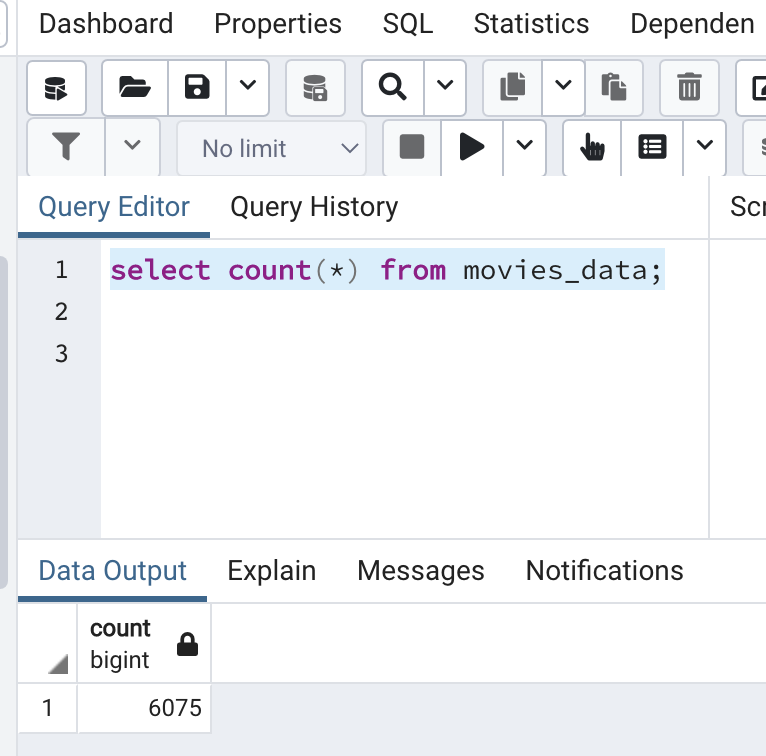 Dashboard Properties SQL Statistics Dependen
No limit
Query Editor Query History Scr
1 select count(*) from movies_data;
2
3
Data Output Explain Messages Notifications
count
bigint
1 6075